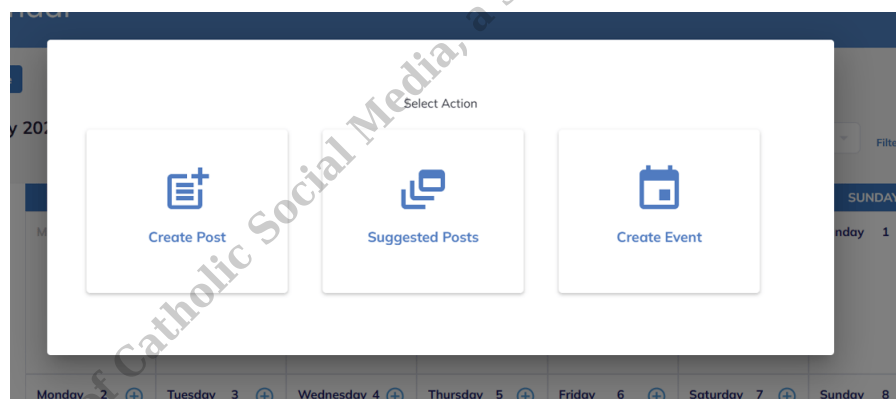 Select Action
Create Post
Suggested Posts
Create Event
SUNDAY
1
Monday 2 Tuesday 3 Wednesday 4 Thursday 5 Friday 6 Saturday 7 Sunday 8
of Catholic Social Media, a